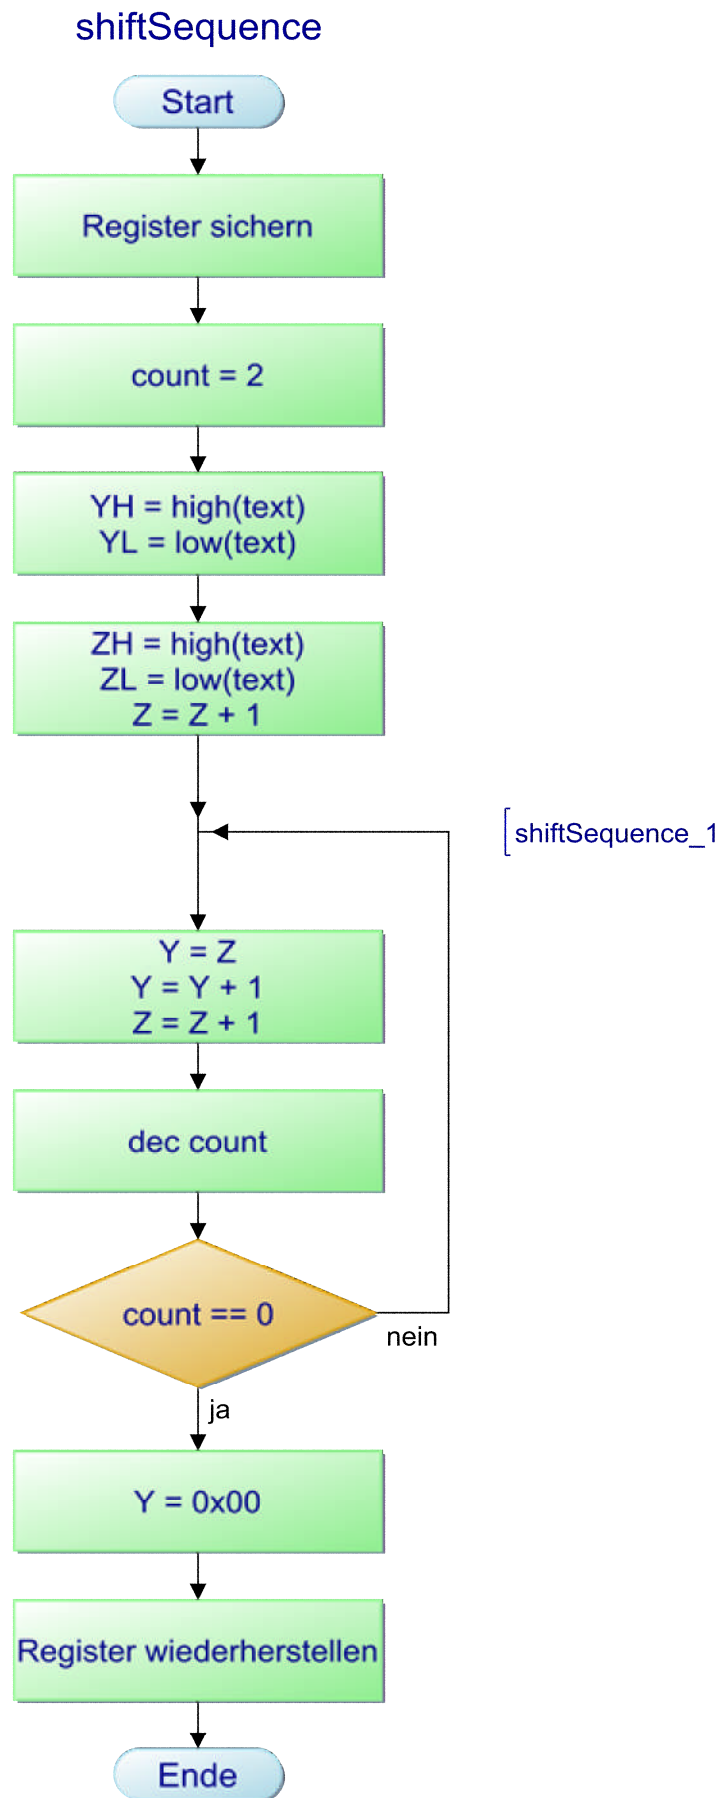 shiftSequence
Start
Register sichern
count = 2
YH = high(text)
YL = low(text)
ZH = high(text)
ZL = low(text)
Z = Z + 1
shiftSequence_1
Y = Z
Y = Y + 1
Z = Z + 1
dec count
count == 0
nein
ja
Y = 0x00
Register wiederherstellen
Ende